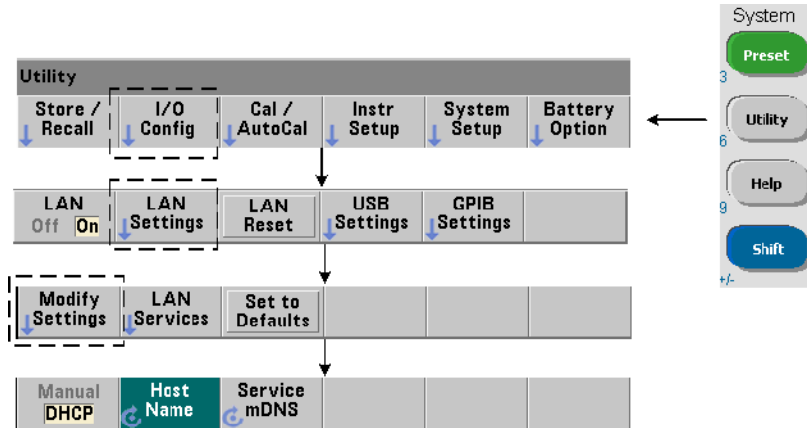 System
Preset
3
Utility
6
Help
9
Shift
+/-
Utility
Store / Recall
I/O Config
Cal / AutoCal
Instr Setup
System Setup
Battery Option
LAN
Off On
LAN Settings
LAN Reset
USB Settings
GPIB Settings
Modify Settings
LAN Services
Set to Defaults
Manual
DHCP
Host Name
Service mDNS